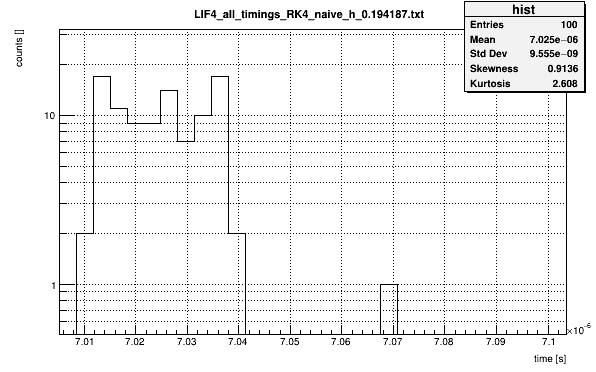 LIF4_all_timings_RK4_naive_h_0.194187.txt
hist
Entries 100
Mean 7.025e−06
Std Dev 9.555e−09
Skewness 0.9136
Kurtosis 2.608
counts []
10
1
7.01 7.02 7.03 7.04 7.05 7.06 7.07 7.08 7.09 7.1
×10⁻⁶
time [s]